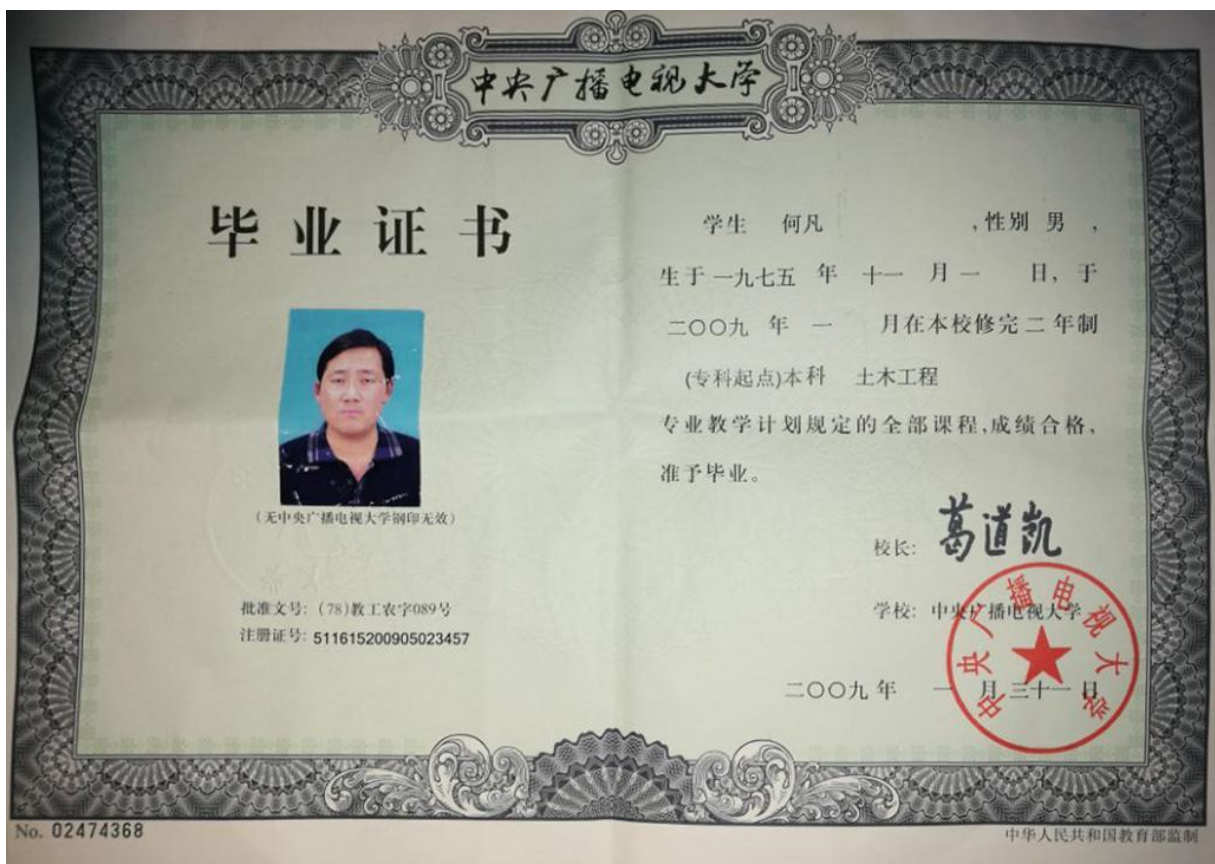 中央广播电视大学
毕业证书
(无中央广播电视大学钢印无效)
批准文号:(78)教工农字089号
注册证号:511615200905023457
学生 何凡 ,性别 男 ,
生于一九七五 年 十一 月 一 日,于
二〇〇九 年 一 月在本校修完 二 年制
(专科起点)本科 土木工程
专业教学计划规定的全部课程,成绩合格,
准予毕业。
校长: 葛道凯
学校: 中央广播电视大学
中央广播电视大学
二〇〇九 年 一 月三十一日
No. 02474368
中华人民共和国教育部监制